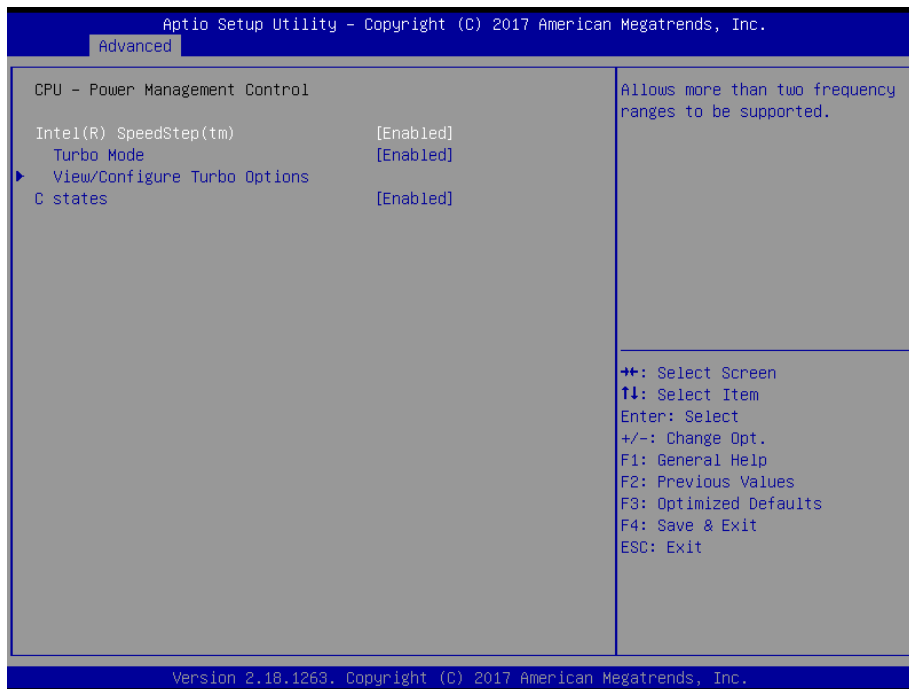 Aptio Setup Utility – Copyright (C) 2017 American Megatrends, Inc.
Advanced
CPU – Power Management Control
Intel(R) SpeedStep(tm) [Enabled]
Turbo Mode [Enabled]
View/Configure Turbo Options
C states [Enabled]
Allows more than two frequency
ranges to be supported.
→←: Select Screen
↑↓: Select Item
Enter: Select
+/-: Change Opt.
F1: General Help
F2: Previous Values
F3: Optimized Defaults
F4: Save & Exit
ESC: Exit
Version 2.18.1263. Copyright (C) 2017 American Megatrends, Inc.